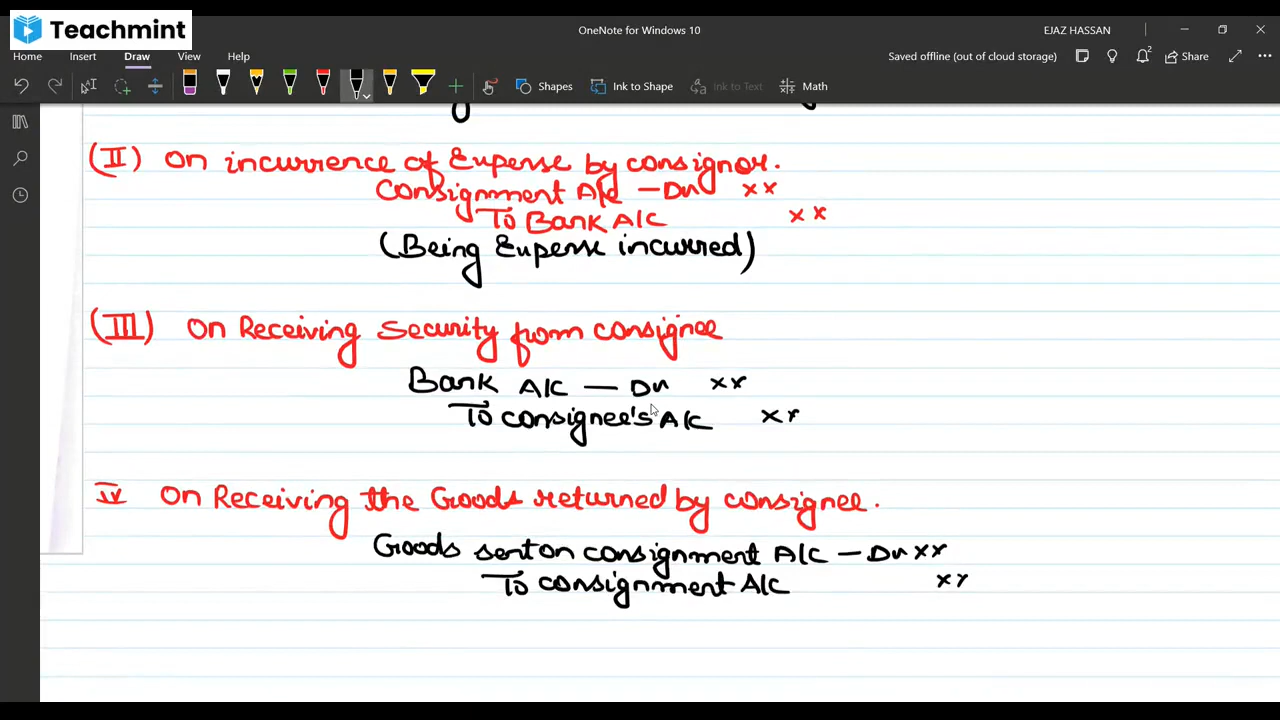 Teachmint
OneNote for Windows 10
EJAZ HASSAN
Home Insert Draw View Help
Saved offline (out of cloud storage)
2
Share
Shapes
Ink to Shape
Ink to Text
Math
(II) On incurrence of Expense by consignor.
Consignment A/c — Dr xx
To Bank A/C xx
(Being Expense incurred)
(III) On Receiving Security from consignee
Bank A/C — Dr xx
To consignee's A/C xx
IV On Receiving the Goods returned by consignee.
Goods sent on consignment A/C — Dr xx
To consignment A/C xx